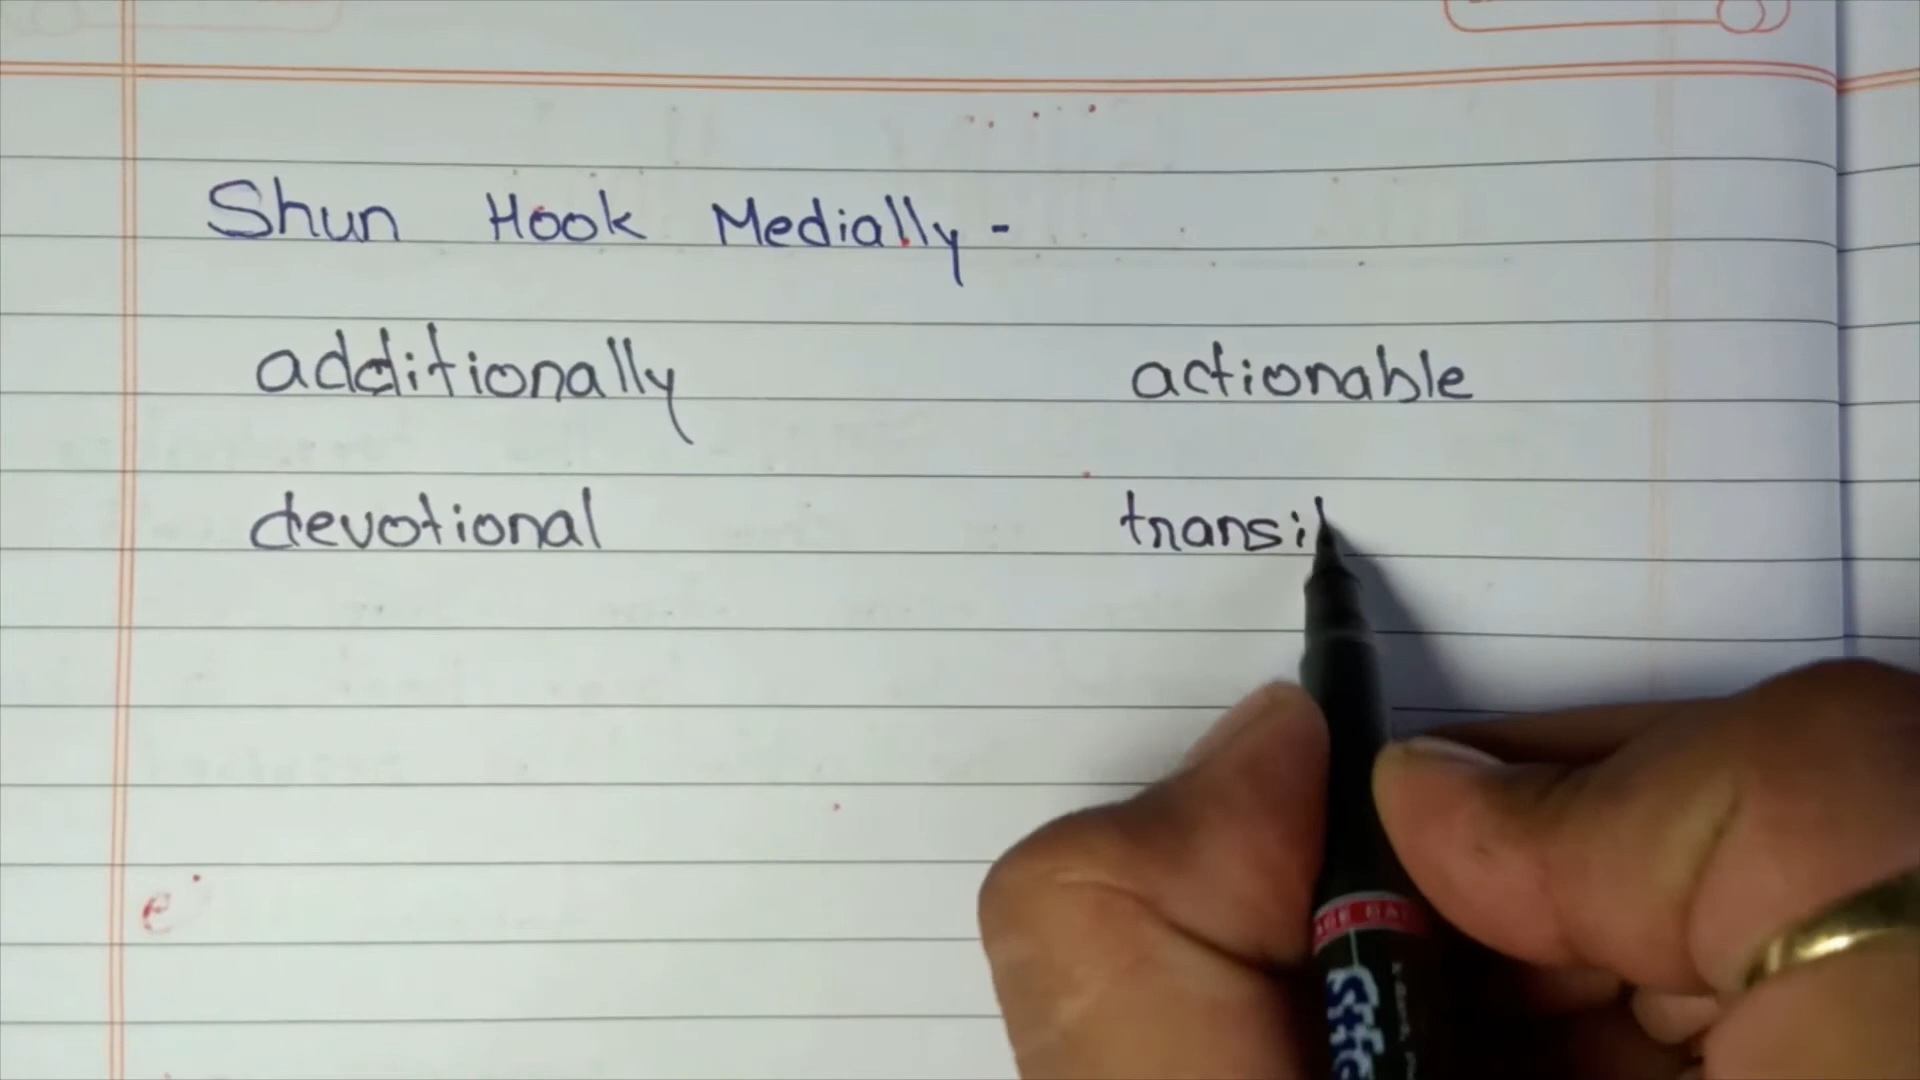 Shun Hook Medially -
additionally actionable
devotional transi
e